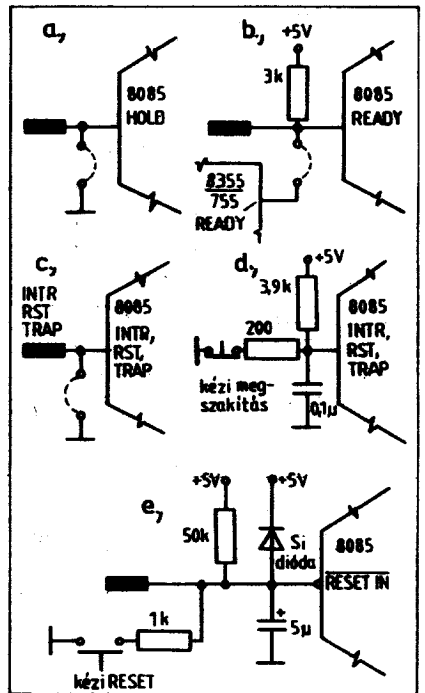 a,
8085
HOLD
b.,
+5V
3k
8085
READY
8355
755
READY
c,
INTR
RST
TRAP
8085
INTR,
RST,
TRAP
d.,
+5V
3,9k
200
8085
INTR,
RST,
TRAP
kézi meg-
szakítás
0,1µ
e,
+5V
+5V
50k
Si
dióda
8085
RESET IN
1k
+
5µ
kézi RESET